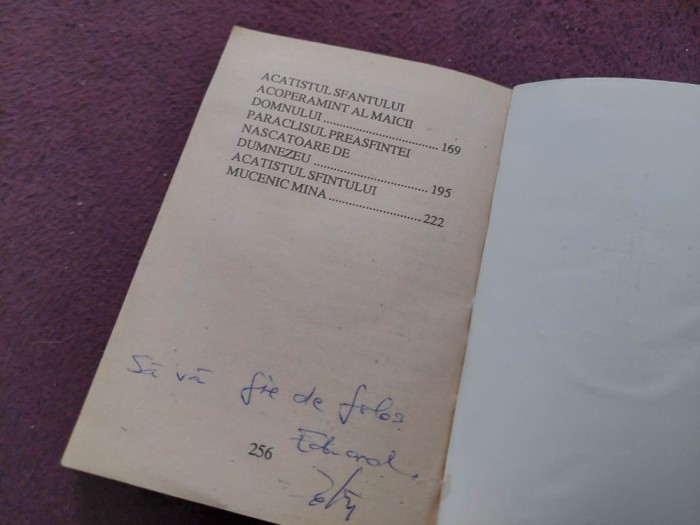 ACATISTUL SFANTULUI
ACOPERAMINT AL MAICII
DOMNULUI .................................... 169
PARACLISUL PREASFINTEI
NASCATOARE DE
DUMNEZEU .................................... 195
ACATISTUL SFINTULUI
MUCENIC MINA ............................. 222
Să vă fie de folos
Eduard
256